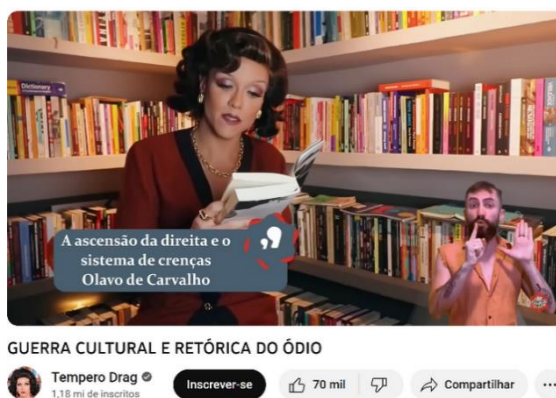 Dictionary
A ascensão da direita e o
sistema de crenças
Olavo de Carvalho
GUERRA CULTURAL E RETÓRICA DO ÓDIO
Tempero Drag
1,18 mi de inscritos
Inscrever-se
70 mil
Compartilhar